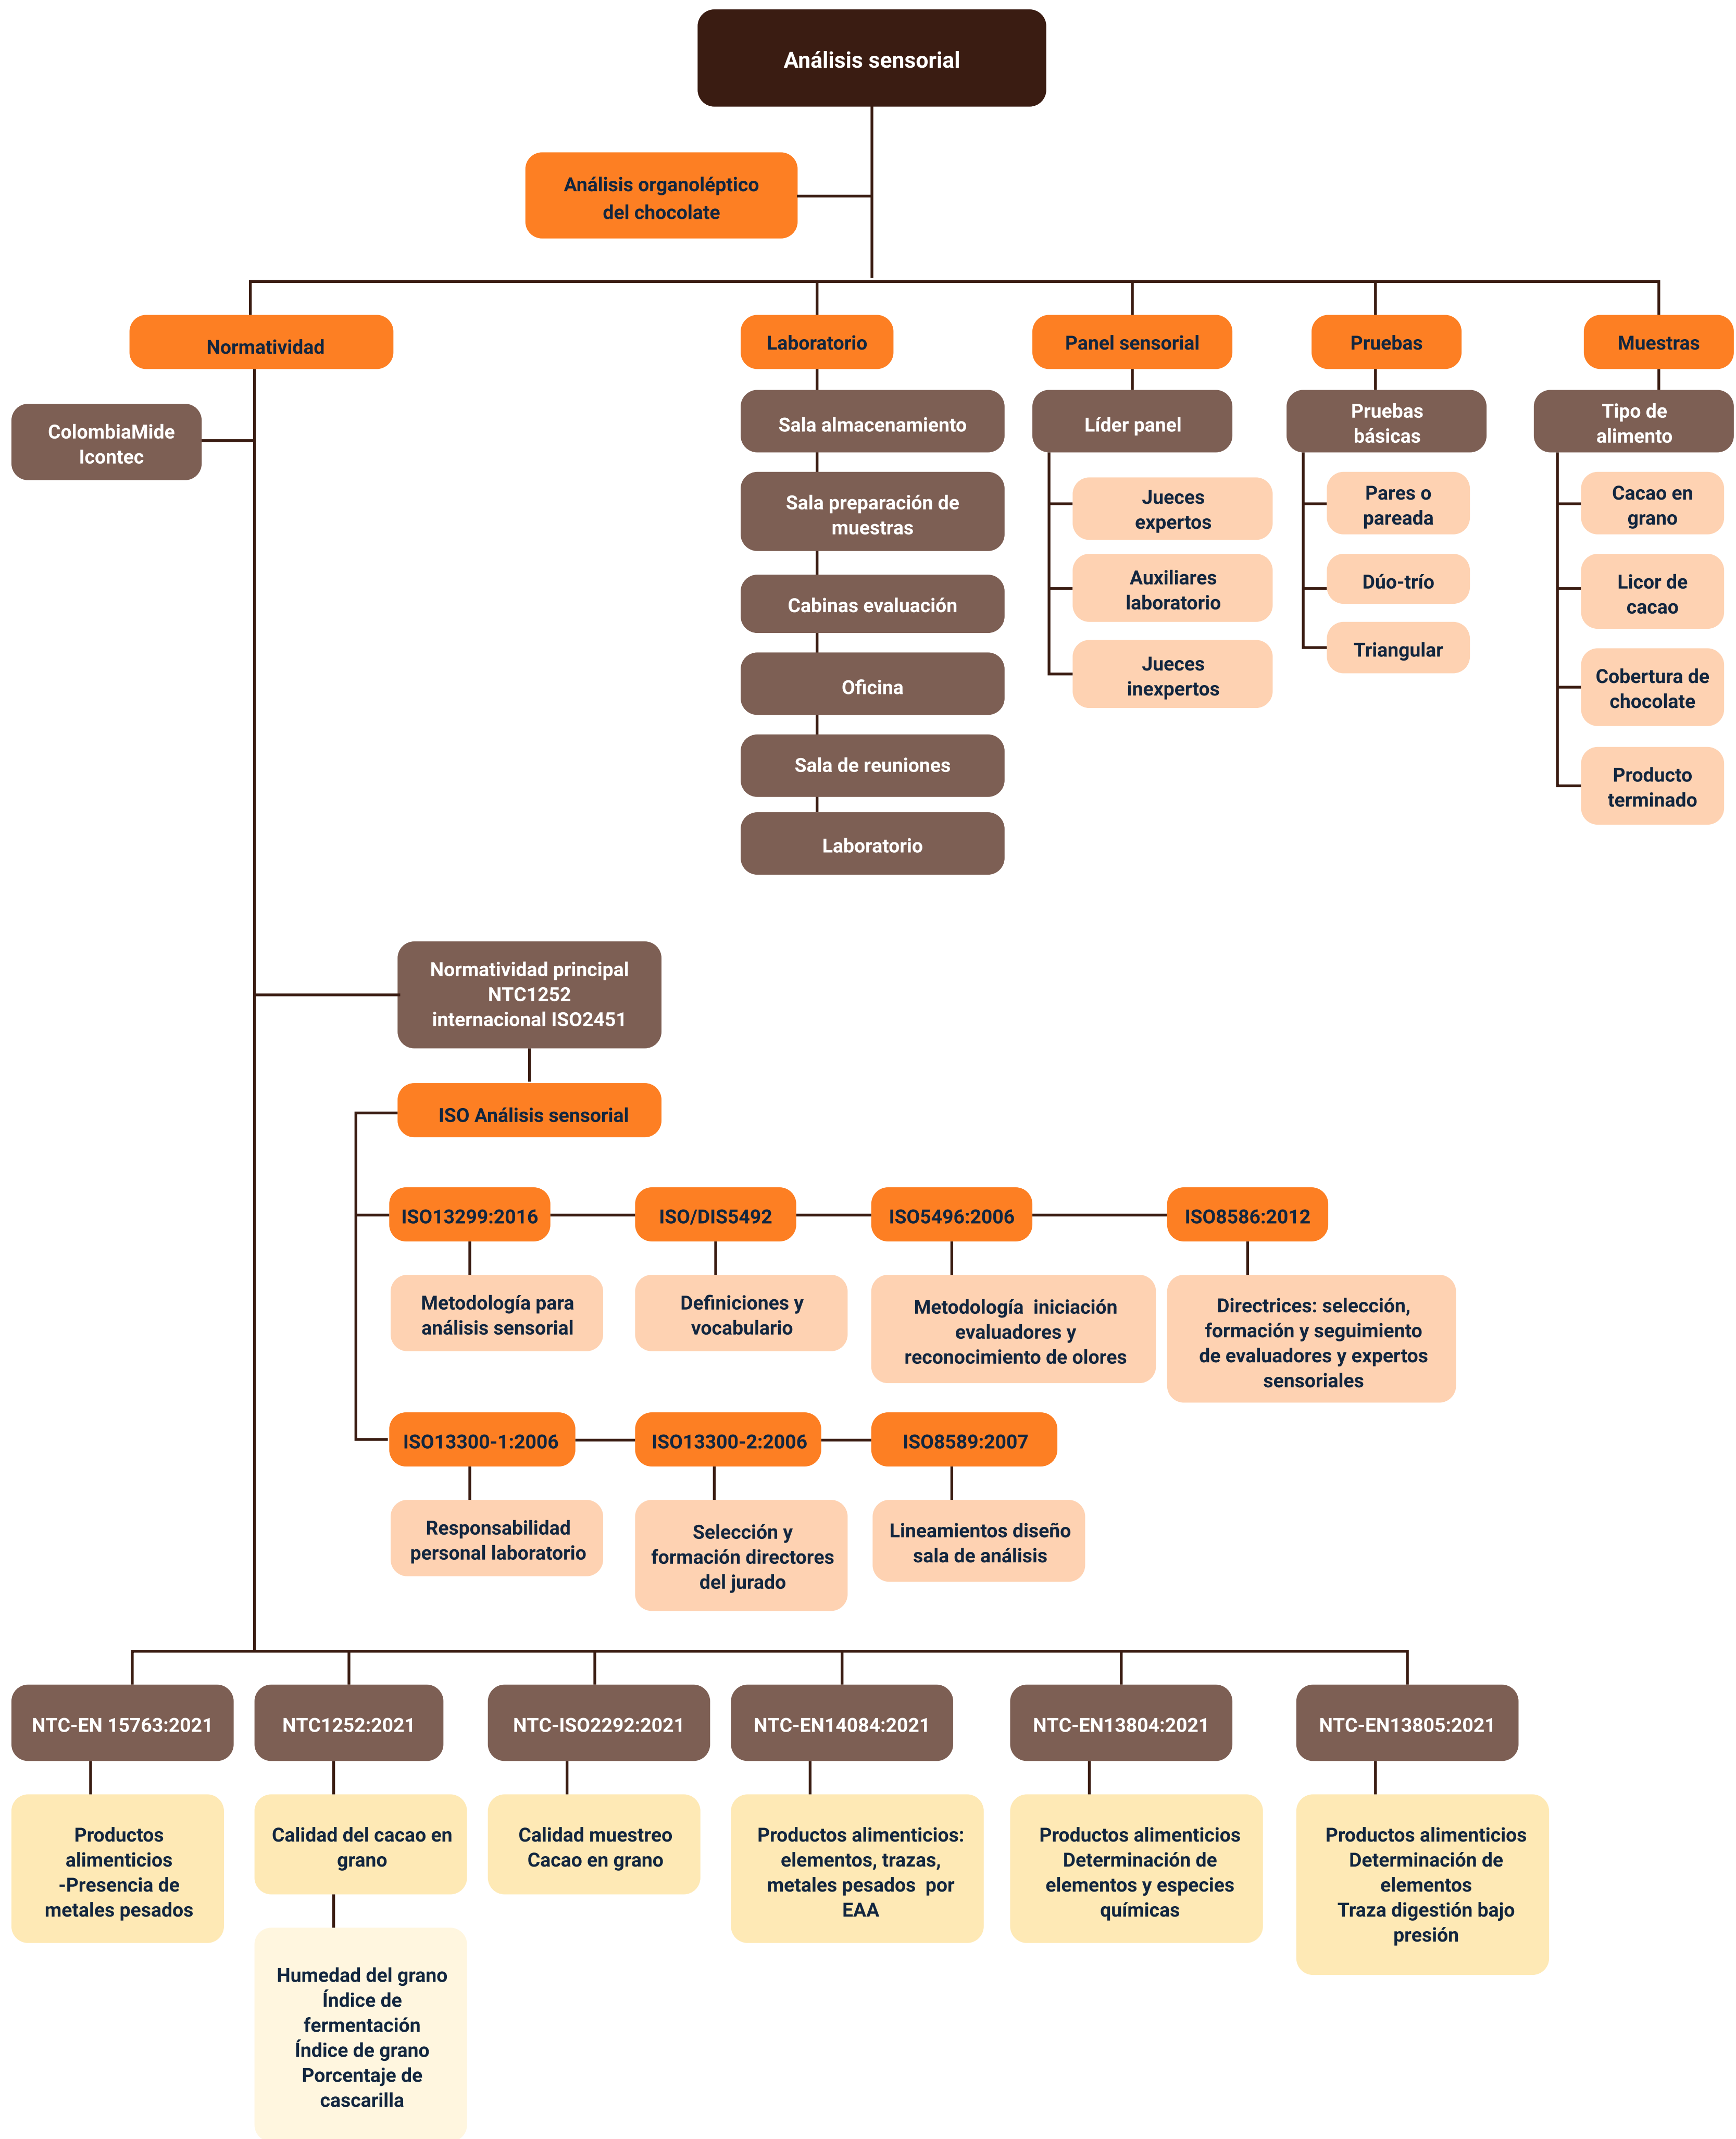 Análisis sensorial
Análisis organoléptico
del chocolate
Normatividad
Laboratorio
Panel sensorial
Pruebas
Muestras
ColombiaMide
Icontec
Sala almacenamiento
Sala preparación de
muestras
Cabinas evaluación
Oficina
Sala de reuniones
Laboratorio
Líder panel
Jueces
expertos
Auxiliares
laboratorio
Jueces
inexpertos
Pruebas
básicas
Pares o
pareada
Dúo-trío
Triangular
Tipo de
alimento
Cacao en
grano
Licor de
cacao
Cobertura de
chocolate
Producto
terminado
Normatividad principal
NTC1252
internacional ISO2451
ISO Análisis sensorial
ISO13299:2016
ISO/DIS5492
ISO5496:2006
ISO8586:2012
Metodología para
análisis sensorial
Definiciones y
vocabulario
Metodología  iniciación
evaluadores y
reconocimiento de olores
Directrices: selección,
formación y seguimiento
de evaluadores y expertos
sensoriales
ISO13300-1:2006
ISO13300-2:2006
ISO8589:2007
Responsabilidad
personal laboratorio
Selección y
formación directores
del jurado
Lineamientos diseño
sala de análisis
NTC-EN 15763:2021
NTC1252:2021
NTC-ISO2292:2021
NTC-EN14084:2021
NTC-EN13804:2021
NTC-EN13805:2021
Productos
alimenticios
-Presencia de
metales pesados
Calidad del cacao en
grano
Calidad muestreo
Cacao en grano
Productos alimenticios:
elementos, trazas,
metales pesados  por
EAA
Productos alimenticios
Determinación de
elementos y especies
químicas
Productos alimenticios
Determinación de
elementos
Traza digestión bajo
presión
Humedad del grano
Índice de
fermentación
Índice de grano
Porcentaje de
cascarilla